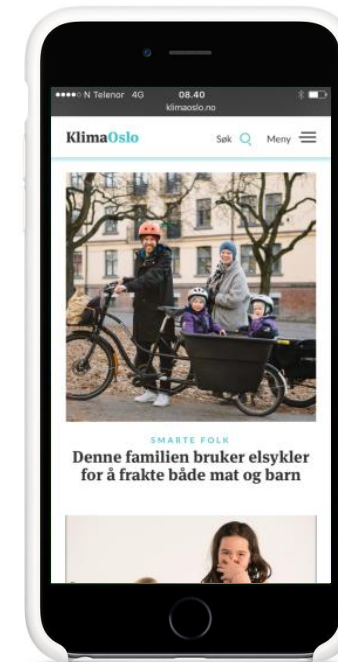 N Telenor 4G 08.40
klimaoslo.no
KlimaOslo Søk Meny
SMARTE FOLK
Denne familien bruker elsykler
for å frakte både mat og barn